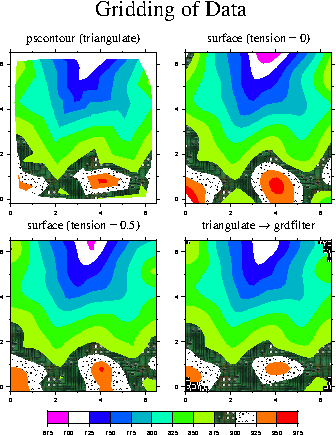 Gridding of Data
pscontour (triangulate)
surface (tension = 0)
6
4
2
0
0 2 4 6
6
4
2
0
0 2 4 6
surface (tension = 0.5)
triangulate → grdfilter
6
4
2
0
0 2 4 6
6
4
2
0
0 2 4 6
675 700 725 750 775 800 825 850 875 900 925 950 975